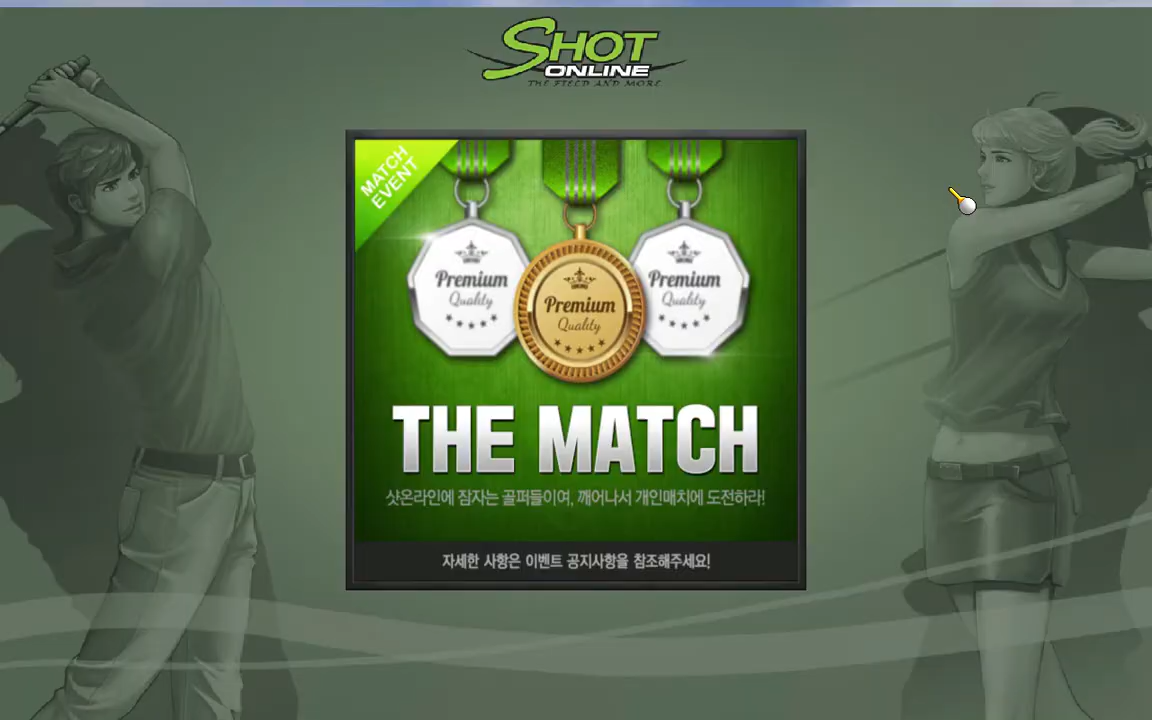 SHOT
ONLINE
THE FIELD AND MORE
MATCH
EVENT
Premium
Quality
Premium
Quality
Premium
Quality
THE MATCH
샷온라인에 잠자는 골퍼들이여, 깨어나서 개인매치에 도전하라!
자세한 사항은 이벤트 공지사항을 참조해주세요!